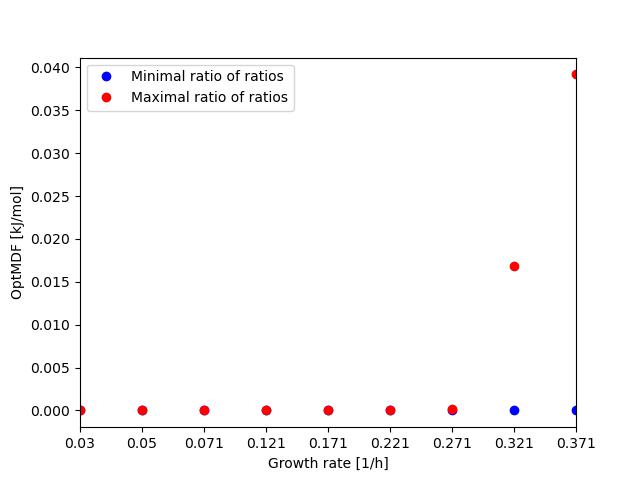 Minimal ratio of ratios
Maximal ratio of ratios
OptMDF [kJ/mol]
0.040
0.035
0.030
0.025
0.020
0.015
0.010
0.005
0.000
0.03 0.05 0.071 0.121 0.171 0.221 0.271 0.321 0.371
Growth rate [1/h]